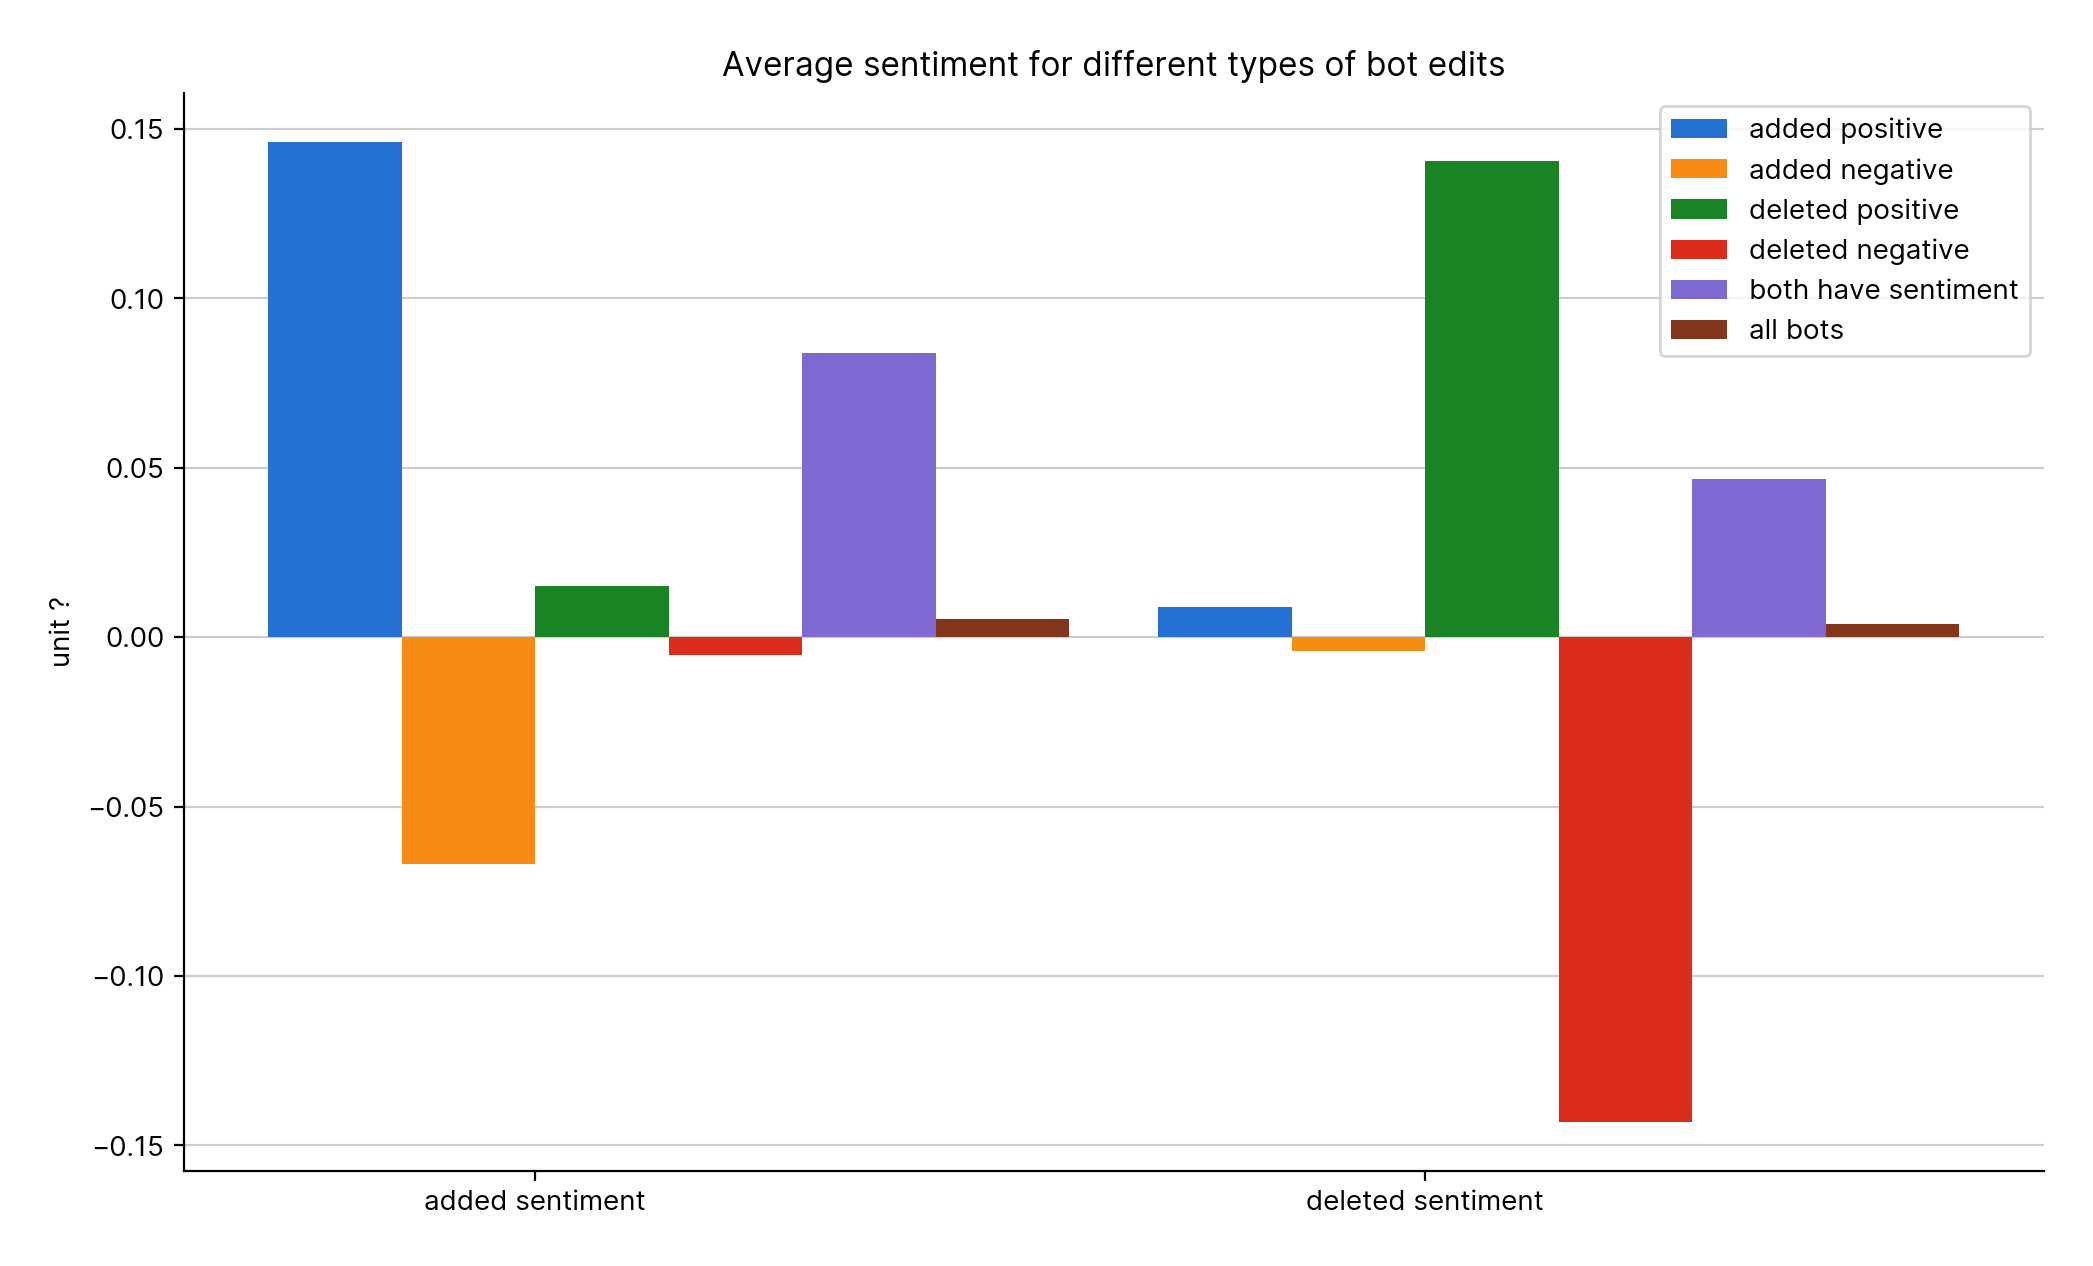 Average sentiment for different types of bot edits
0.15
0.10
0.05
0.00
−0.05
−0.10
−0.15
unit ?
added sentiment
deleted sentiment
added positive
added negative
deleted positive
deleted negative
both have sentiment
all bots